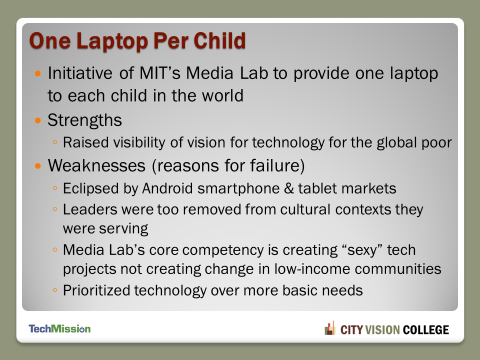 One Laptop Per Child
• Initiative of MIT's Media Lab to provide one laptop
to each child in the world
• Strengths
◦ Raised visibility of vision for technology for the global poor
• Weaknesses (reasons for failure)
◦ Eclipsed by Android smartphone & tablet markets
◦ Leaders were too removed from cultural contexts they
were serving
◦ Media Lab's core competency is creating “sexy” tech
projects not creating change in low-income communities
◦ Prioritized technology over more basic needs
TechMission
CITY VISION COLLEGE